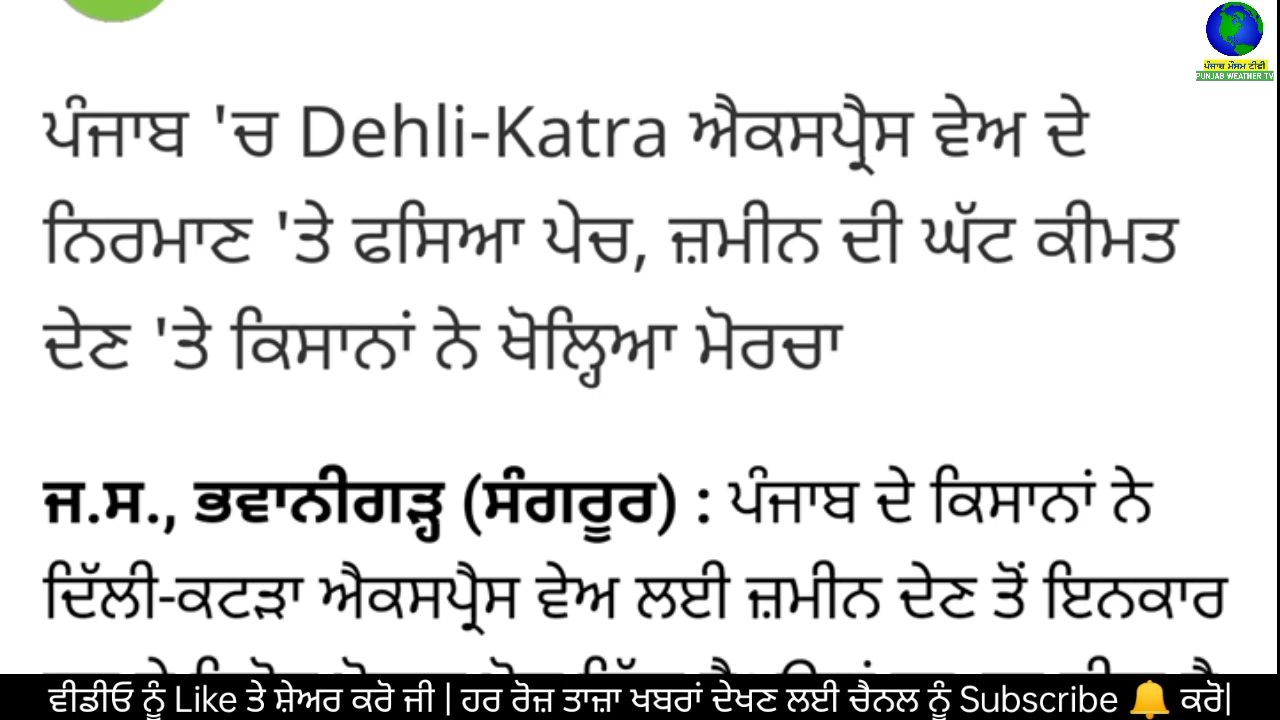 ਪੰਜਾਬ ਮੌਸਮ ਟੀਵੀ
PUNJAB WEATHER TV
ਪੰਜਾਬ 'ਚ Dehli-Katra ਐਕਸਪ੍ਰੈਸ ਵੇਅ ਦੇ
ਨਿਰਮਾਣ 'ਤੇ ਫਸਿਆ ਪੇਚ, ਜ਼ਮੀਨ ਦੀ ਘੱਟ ਕੀਮਤ
ਦੇਣ 'ਤੇ ਕਿਸਾਨਾਂ ਨੇ ਖੋਲ੍ਹਿਆ ਮੋਰਚਾ
ਜ.ਸ., ਭਵਾਨੀਗੜ੍ਹ (ਸੰਗਰੂਰ) : ਪੰਜਾਬ ਦੇ ਕਿਸਾਨਾਂ ਨੇ
ਦਿੱਲੀ-ਕਟੜਾ ਐਕਸਪ੍ਰੈਸ ਵੇਅ ਲਈ ਜ਼ਮੀਨ ਦੇਣ ਤੋਂ ਇਨਕਾਰ
ਵੀਡੀਓ ਨੂੰ Like ਤੇ ਸ਼ੇਅਰ ਕਰੋ ਜੀ | ਹਰ ਰੋਜ਼ ਤਾਜ਼ਾ ਖਬਰਾਂ ਦੇਖਣ ਲਈ ਚੈਨਲ ਨੂੰ Subscribe 🔔 ਕਰੋ|